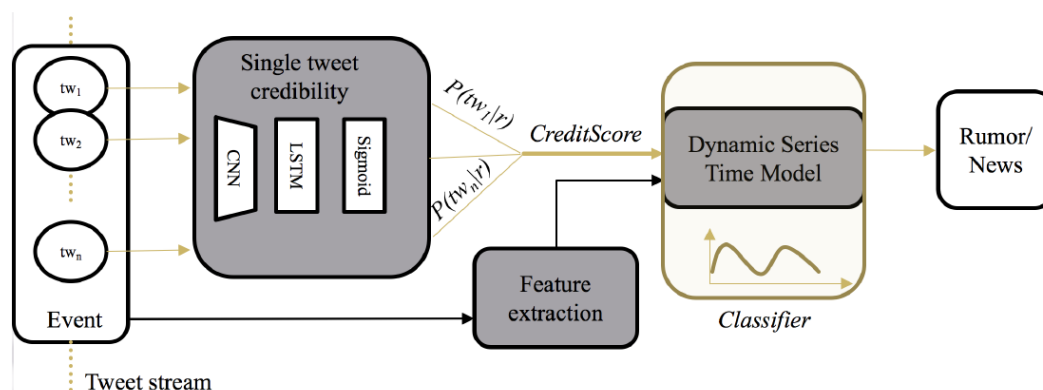 tw1
tw2
twn
Event
Tweet stream
Single tweet
credibility
CNN
LSTM
Sigmoid
P(tw1|r)
P(twn|r)
CreditScore
Feature
extraction
Dynamic Series
Time Model
Classifier
Rumor/
News